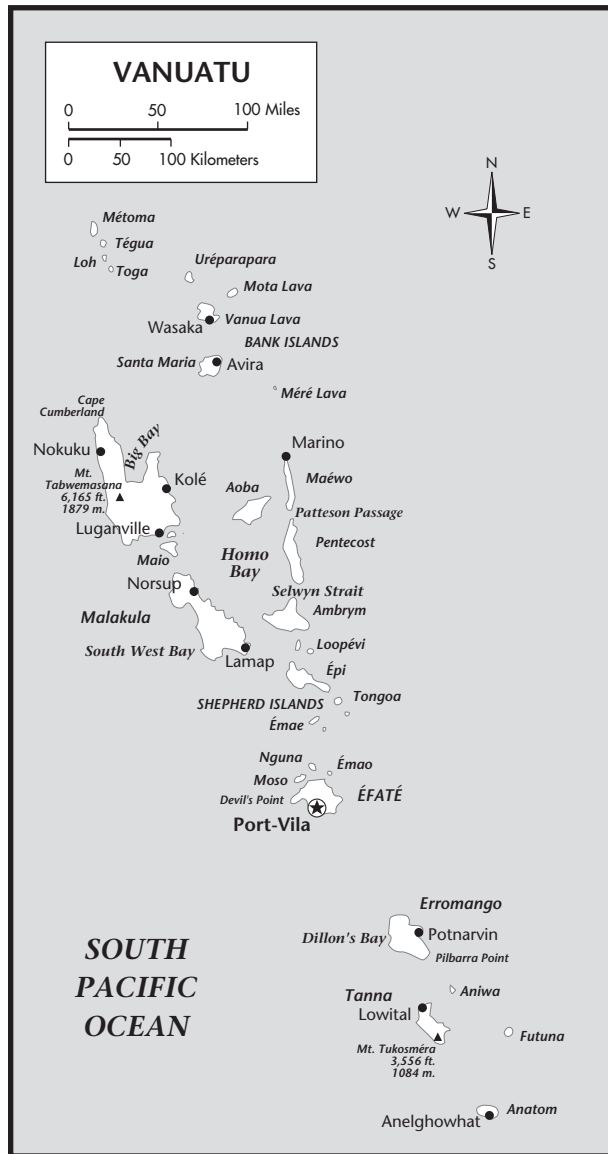 VANUATU
0 50 100 Miles
0 50 100 Kilometers
N
W E
S
Métoma
Tégua
Loh
Toga
Uréparapara
Mota Lava
Wasaka
Vanua Lava
BANK ISLANDS
Santa Maria
Avira
Méré Lava
Cape
Cumberland
Big Bay
Nokuku
Mt.
Tabwemasana
6,165 ft.
1879 m.
Kolé
Luganville
Maio
Marino
Aoba
Maéwo
Patteson Passage
Homo
Bay
Pentecost
Selwyn Strait
Norsup
Malakula
Ambrym
South West Bay
Lamap
Loopévi
Épi
SHEPHERD ISLANDS
Tongoa
Émae
Nguna
Émao
Moso
Devil's Point
ÉFATÉ
Port-Vila
Erromango
Dillon's Bay
Potnarvin
Pilbarra Point
SOUTH
PACIFIC
OCEAN
Tanna
Aniwa
Lowital
Futuna
Mt. Tukosméra
3,556 ft.
1084 m.
Anelghowhat
Anatom